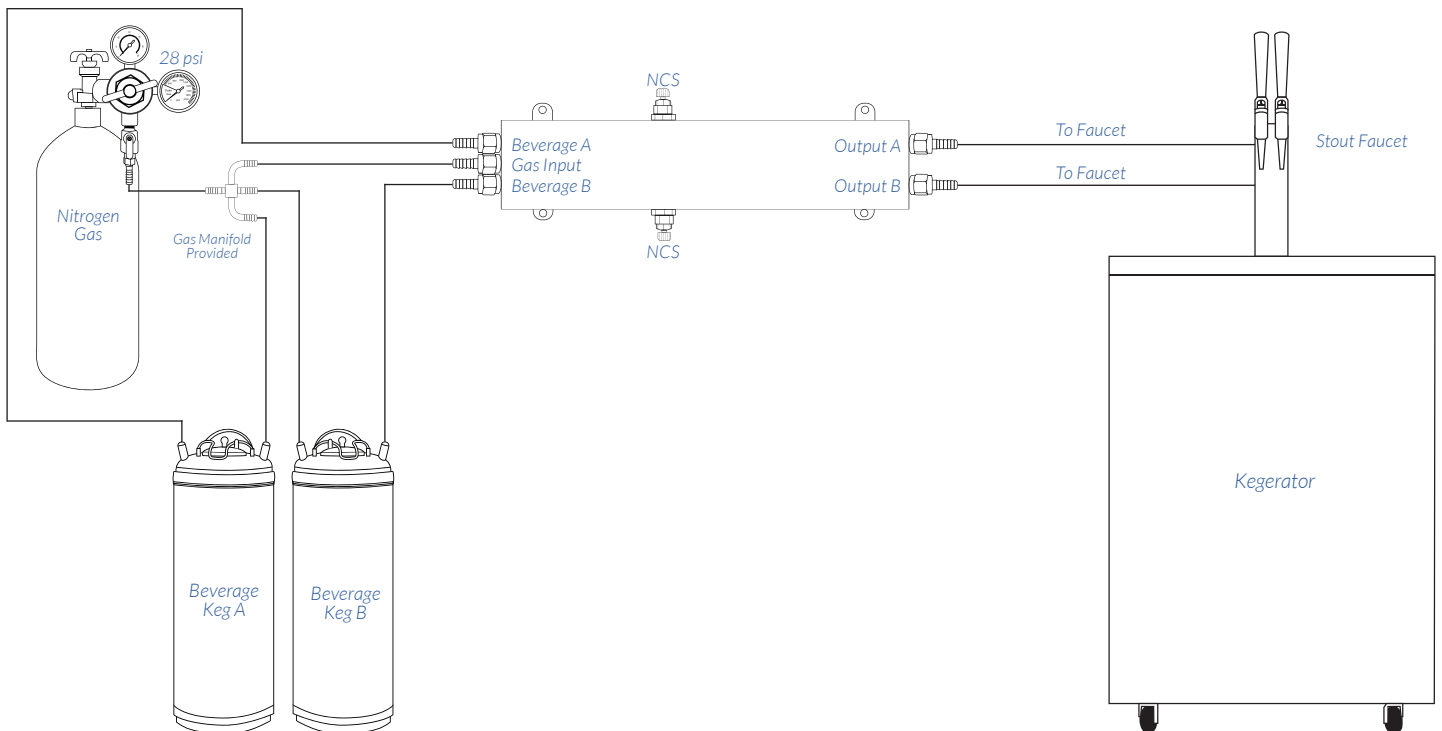 28 psi
Nitrogen
Gas
Gas Manifold
Provided
NCS
Beverage A
Gas Input
Beverage B
Output A
Output B
NCS
To Faucet
To Faucet
Stout Faucet
Kegerator
Beverage
Keg A
Beverage
Keg B